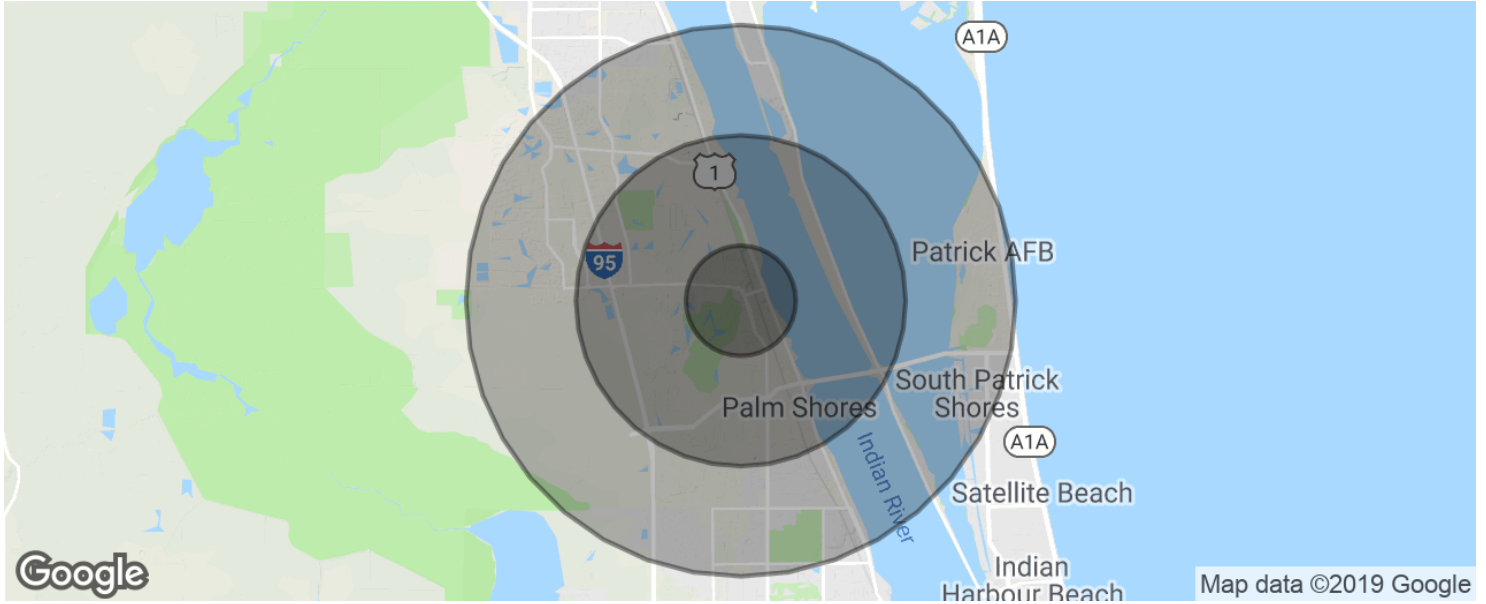 A1A
1
Patrick AFB
95
South Patrick
Shores
Palm Shores
A1A
Indian River
Satellite Beach
Indian
Harbour Beach
Google
Map data ©2019 Google